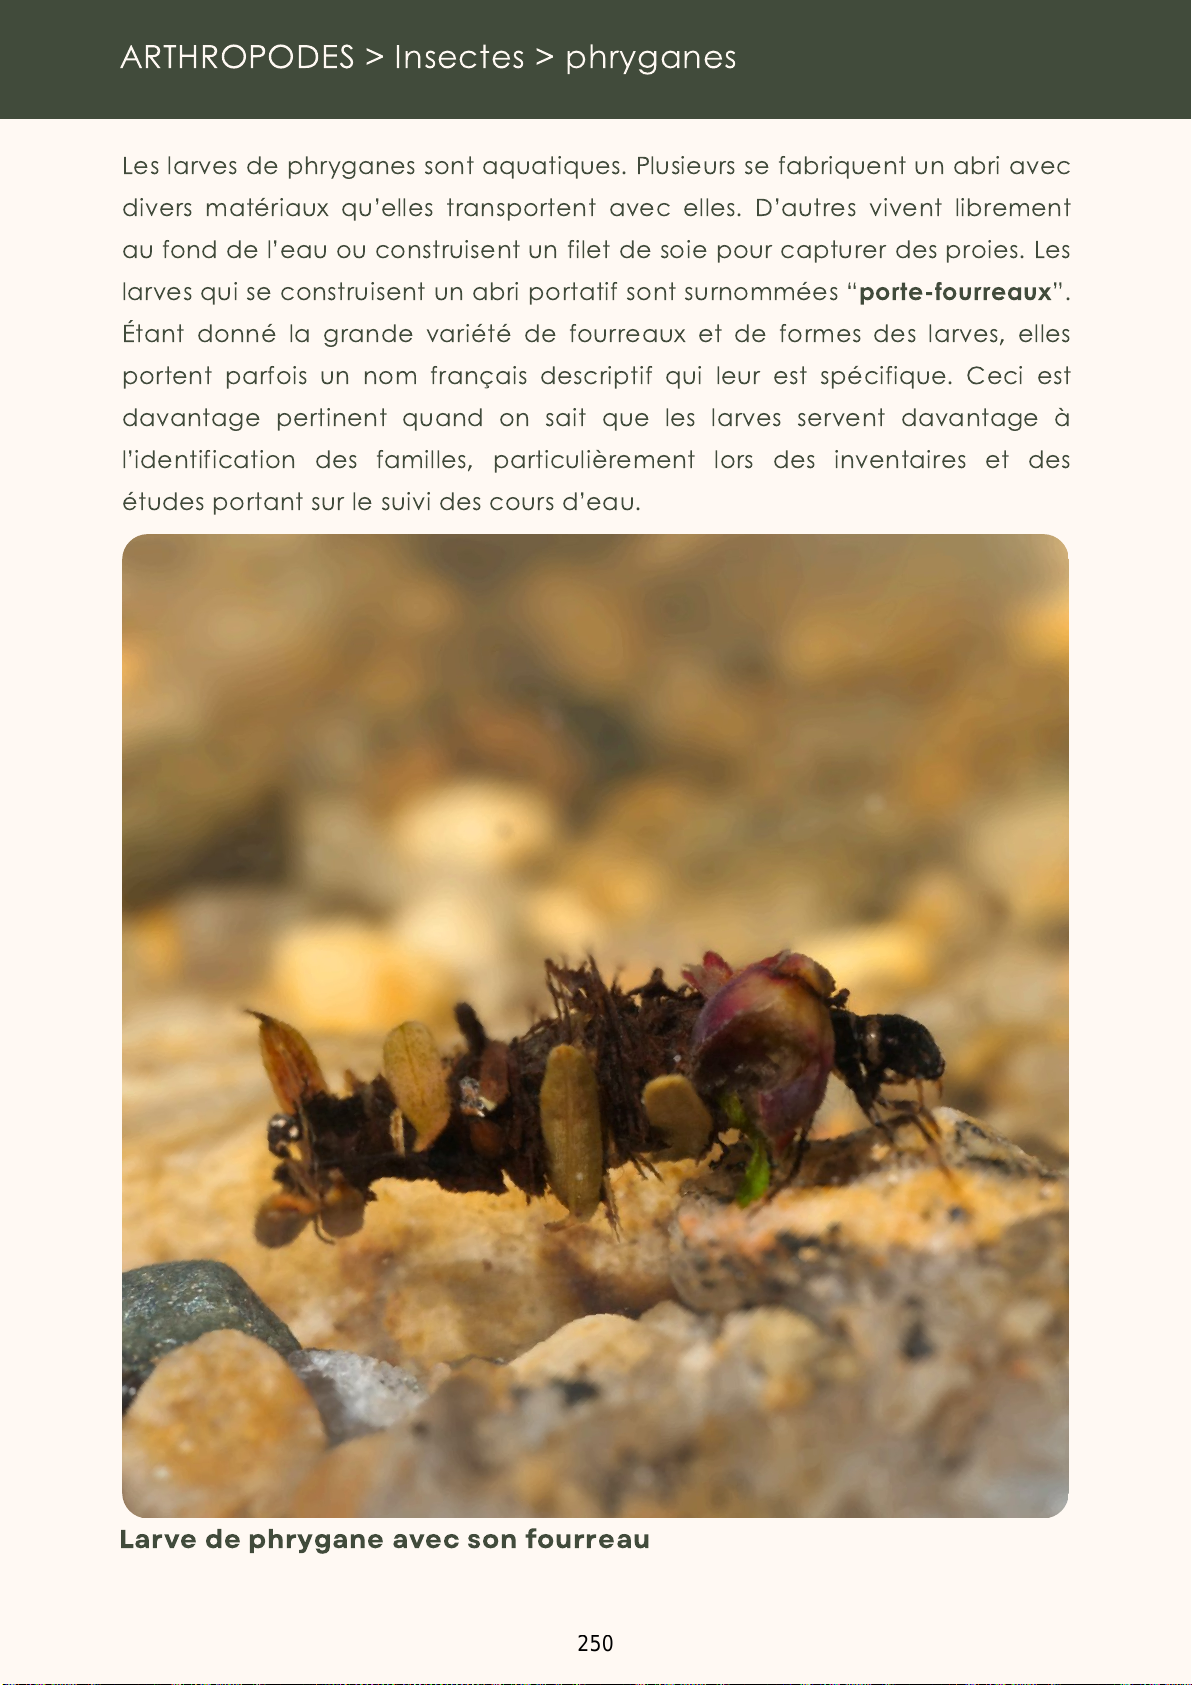 ARTHROPODES > Insectes > phryganes
Les larves de phryganes sont aquatiques. Plusieurs se fabriquent un abri avec
divers matériaux qu’elles transportent avec elles. D’autres vivent librement
au fond de l’eau ou construisent un filet de soie pour capturer des proies. Les
larves qui se construisent un abri portatif sont surnommées “porte-fourreaux”.
Étant donné la grande variété de fourreaux et de formes des larves, elles
portent parfois un nom français descriptif qui leur est spécifique. Ceci est
davantage pertinent quand on sait que les larves servent davantage à
l’identification des familles, particulièrement lors des inventaires et des
études portant sur le suivi des cours d’eau.
Larve de phrygane avec son fourreau
250